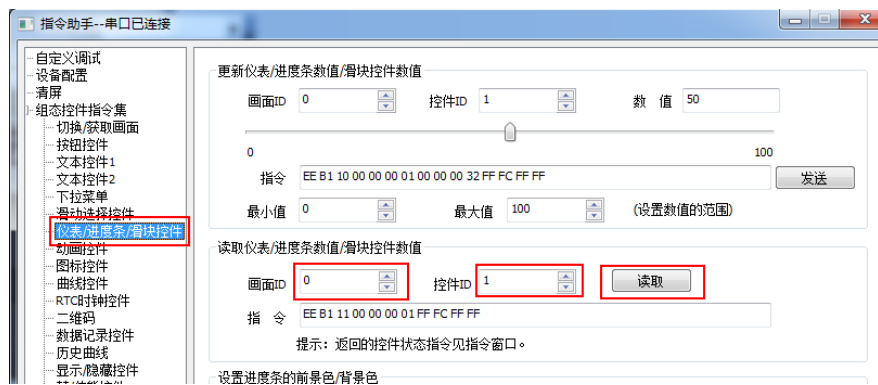 指令助手--串口已连接
自定义调试
设备配置
清屏
组态控件指令集
切换/获取画面
按钮控件
文本控件1
文本控件2
下拉菜单
滑动选择控件
仪表/进度条/滑块控件
动画控件
图标控件
曲线控件
RTC时钟控件
二维码
数据记录控件
历史曲线
显示/隐藏控件
更新仪表/进度条数值/滑块控件数值
画面ID 0 控件ID 1 数 值 50
0 100
指令 EE B1 10 00 00 00 01 00 00 00 32 FF FC FF FF 发送
最小值 0 最大值 100 (设置数值的范围)
读取仪表/进度条数值/滑块控件数值
画面ID 0 控件ID 1 读取
指 令 EE B1 11 00 00 00 01 FF FC FF FF
提示：返回的控件状态指令见指令窗口。
设置进度条的前景色/背景色